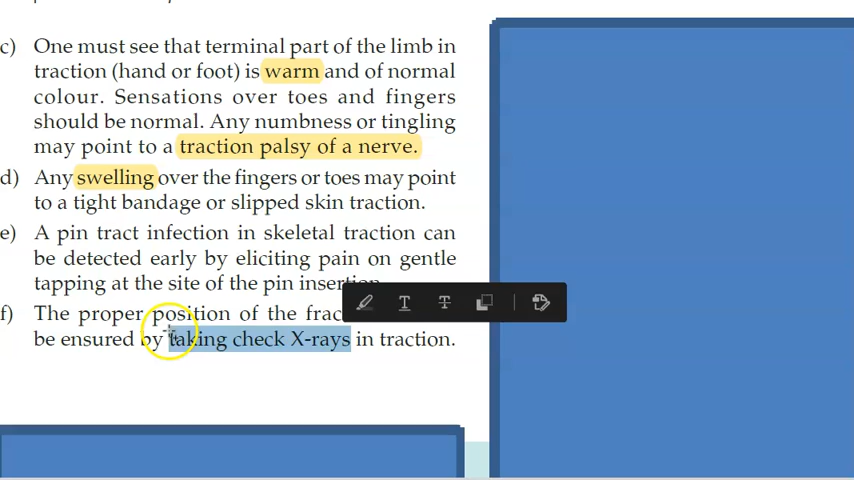 c) One must see that terminal part of the limb in
traction (hand or foot) is warm and of normal
colour. Sensations over toes and fingers
should be normal. Any numbness or tingling
may point to a traction palsy of a nerve.
d) Any swelling over the fingers or toes may point
to a tight bandage or slipped skin traction.
e) A pin tract infection in skeletal traction can
be detected early by eliciting pain on gentle
tapping at the site of the pin insertion.
f) The proper position of the
be ensured by taking check X-rays in traction.